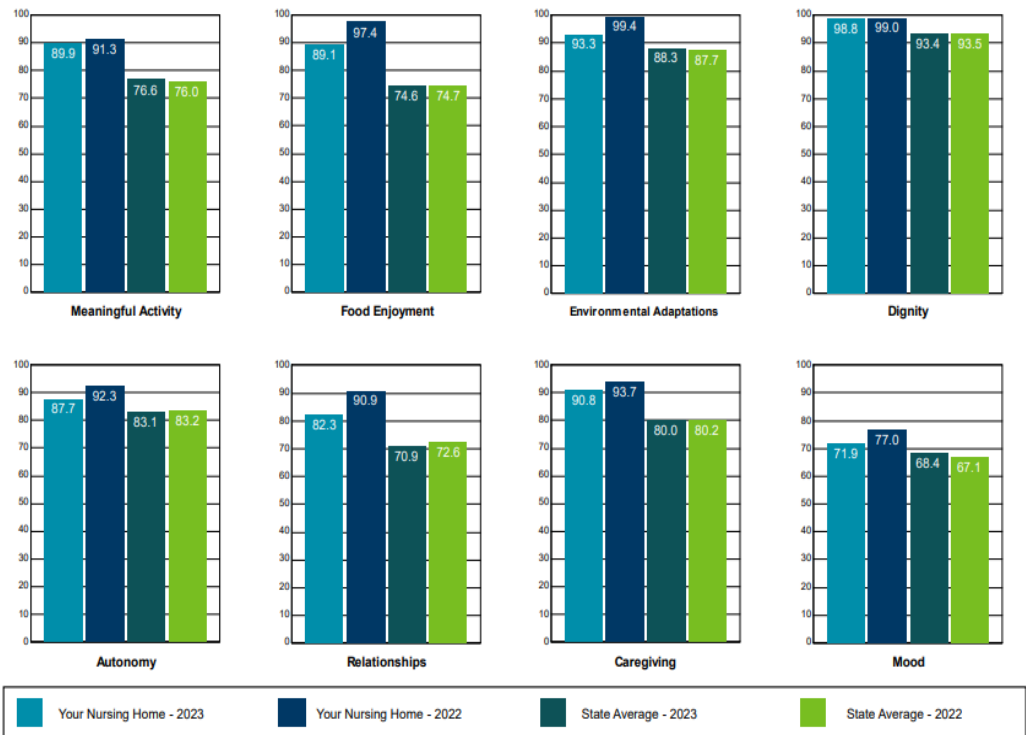 100 100 100 100
90 90 90 90
80 80 80 80
70 70 70 70
60 60 60 60
50 50 50 50
40 40 40 40
30 30 30 30
20 20 20 20
10 10 10 10
0 0 0 0
89.9 91.3 76.6 76.0
89.1 97.4 74.6 74.7
93.3 99.4 88.3 87.7
98.8 99.0 93.4 93.5
Meaningful Activity Food Enjoyment Environmental Adaptations Dignity
100 100 100 100
90 90 90 90
80 80 80 80
70 70 70 70
60 60 60 60
50 50 50 50
40 40 40 40
30 30 30 30
20 20 20 20
10 10 10 10
0 0 0 0
87.7 92.3 83.1 83.2
82.3 90.9 70.9 72.6
90.8 93.7 80.0 80.2
71.9 77.0 68.4 67.1
Autonomy Relationships Caregiving Mood
Your Nursing Home - 2023 Your Nursing Home - 2022 State Average - 2023 State Average - 2022